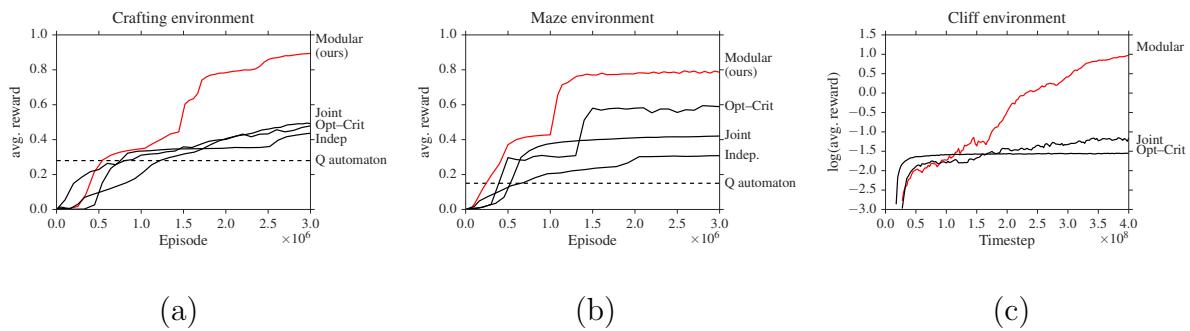 Crafting environment
1.0
0.8
0.6
0.4
0.2
0.0
avg. reward
0.0 0.5 1.0 1.5 2.0 2.5 3.0
Episode
×10⁶
Modular
(ours)
Joint
Opt–Crit
Indep
Q automaton
(a)
Maze environment
1.0
0.8
0.6
0.4
0.2
0.0
avg. reward
0.0 0.5 1.0 1.5 2.0 2.5 3.0
Episode
×10⁶
Modular
(ours)
Opt–Crit
Joint
Indep.
Q automaton
(b)
Cliff environment
1.5
1.0
0.5
0.0
−0.5
−1.0
−1.5
−2.0
−2.5
−3.0
log(avg. reward)
0.0 0.5 1.0 1.5 2.0 2.5 3.0 3.5 4.0
Timestep
×10⁸
Modular
Joint
Opt–Crit
(c)